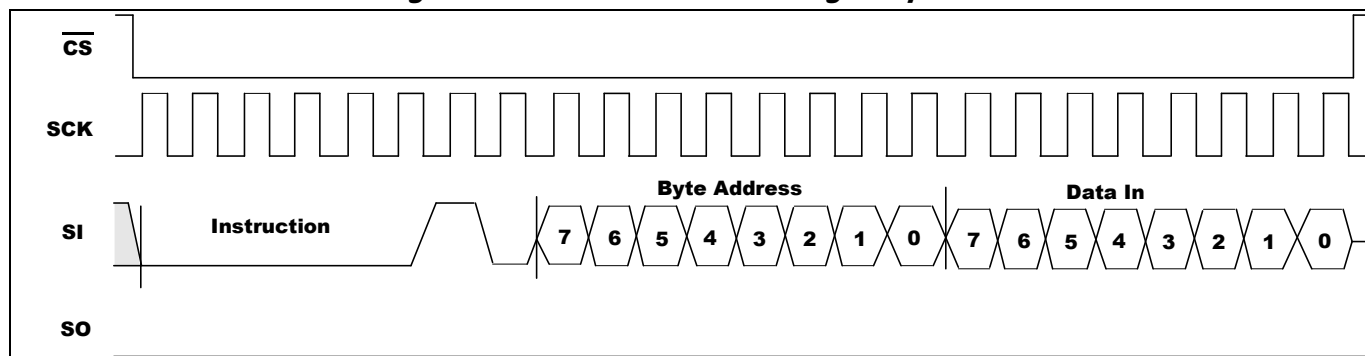 CS
SCK
Byte Address
Data In
SI
Instruction
7 6 5 4 3 2 1 0 7 6 5 4 3 2 1 0
SO